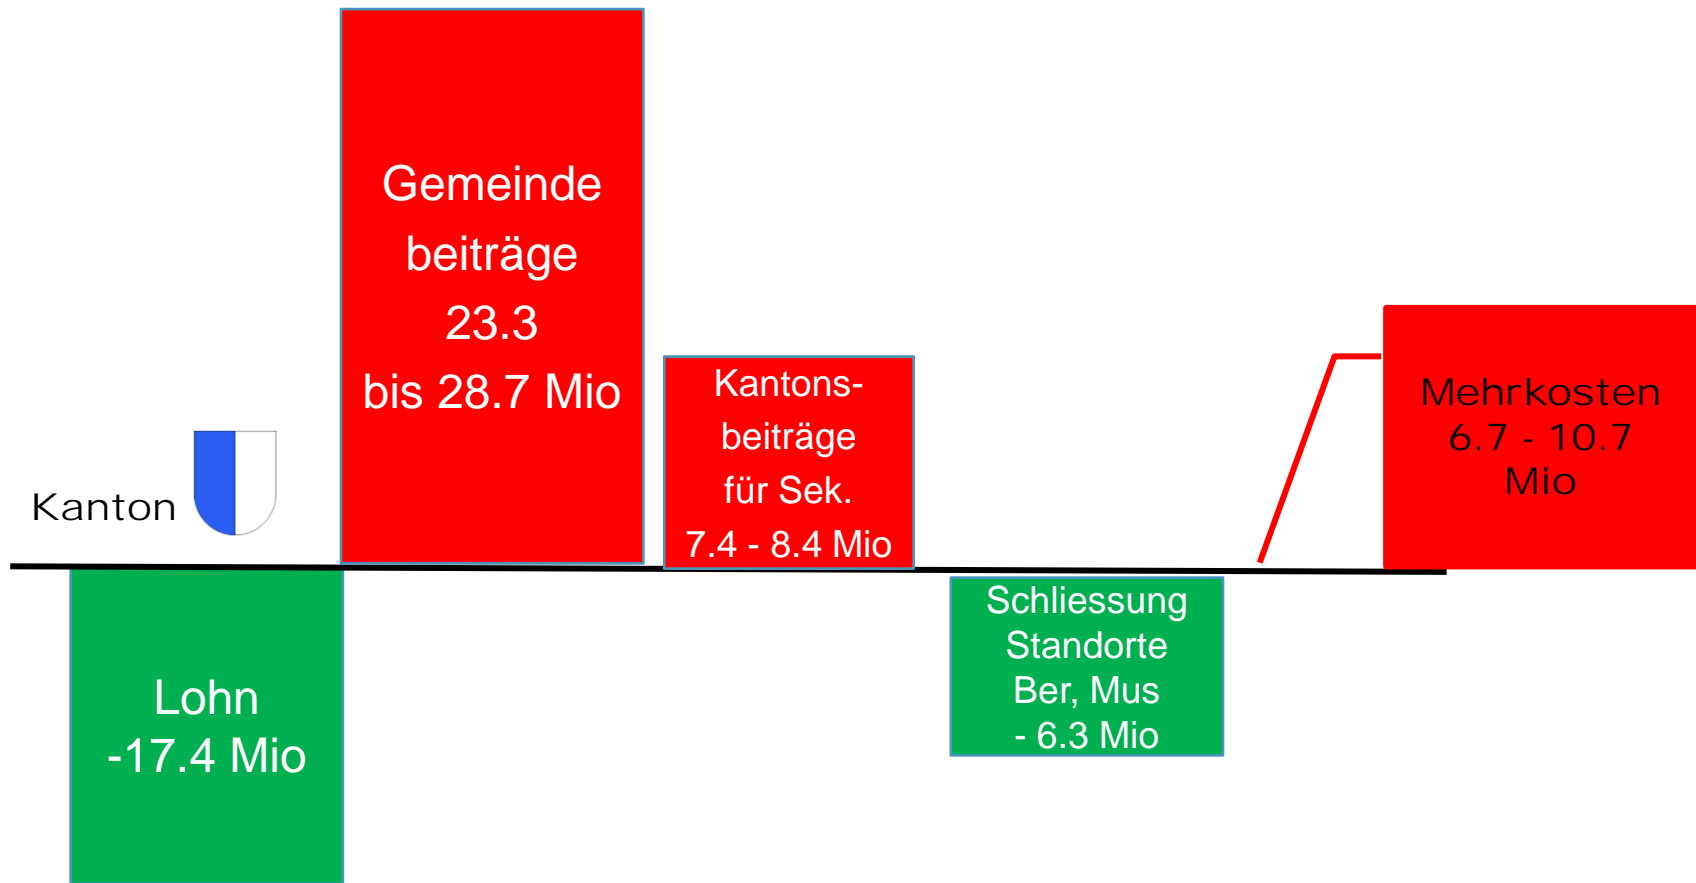 Kanton
Lohn
-17.4 Mio
Gemeinde
beiträge
23.3
bis 28.7 Mio
Kantons-
beiträge
für Sek.
7.4 - 8.4 Mio
Schliessung
Standorte
Ber, Mus
- 6.3 Mio
Mehrkosten
6.7 - 10.7
Mio